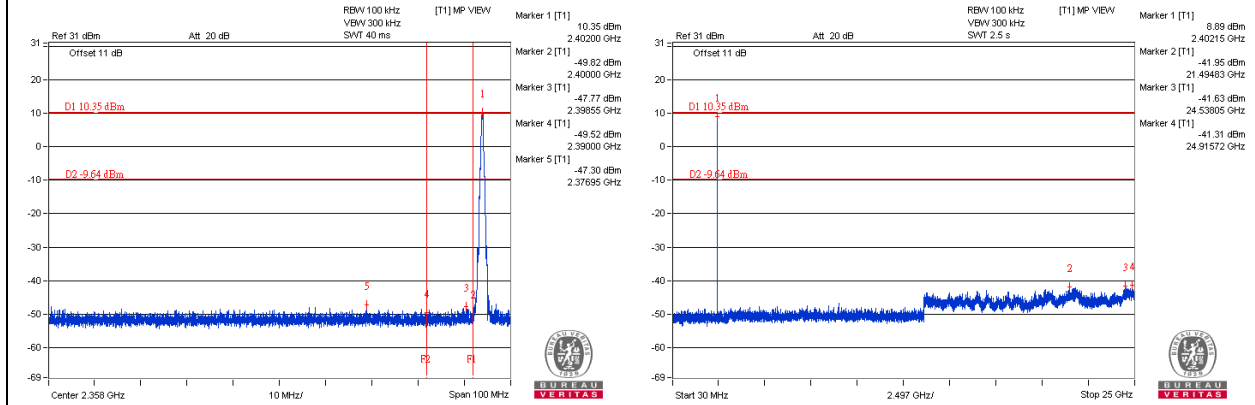 RBW 100 kHz [T1] MP VIEW
VBW 300 kHz
Ref 31 dBm Att 20 dB SWT 40 ms
Offset 11 dB
31
20
10
0
-10
-20
-30
-40
-50
-60
-69
D1 10.35 dBm
D2 -9.64 dBm
1
5
4
3
2
F2
F1
Center 2.358 GHz 10 MHz/ Span 100 MHz
Marker 1 [T1]
10.35 dBm
2.40200 GHz
Marker 2 [T1]
-49.82 dBm
2.40000 GHz
Marker 3 [T1]
-47.77 dBm
2.39855 GHz
Marker 4 [T1]
-49.52 dBm
2.39000 GHz
Marker 5 [T1]
-47.30 dBm
2.37695 GHz
BUREAU VERITAS
1828
BUREAU
VERITAS
RBW 100 kHz [T1] MP VIEW
VBW 300 kHz
Ref 31 dBm Att 20 dB SWT 2.5 s
Offset 11 dB
31
20
10
0
-10
-20
-30
-40
-50
-60
-69
D1 10.35 dBm
D2 -9.64 dBm
1
2
3 4
Start 30 MHz 2.497 GHz/ Stop 25 GHz
Marker 1 [T1]
8.89 dBm
2.40215 GHz
Marker 2 [T1]
-41.95 dBm
21.49483 GHz
Marker 3 [T1]
-41.63 dBm
24.53805 GHz
Marker 4 [T1]
-41.31 dBm
24.91572 GHz
BUREAU VERITAS
1828
BUREAU
VERITAS